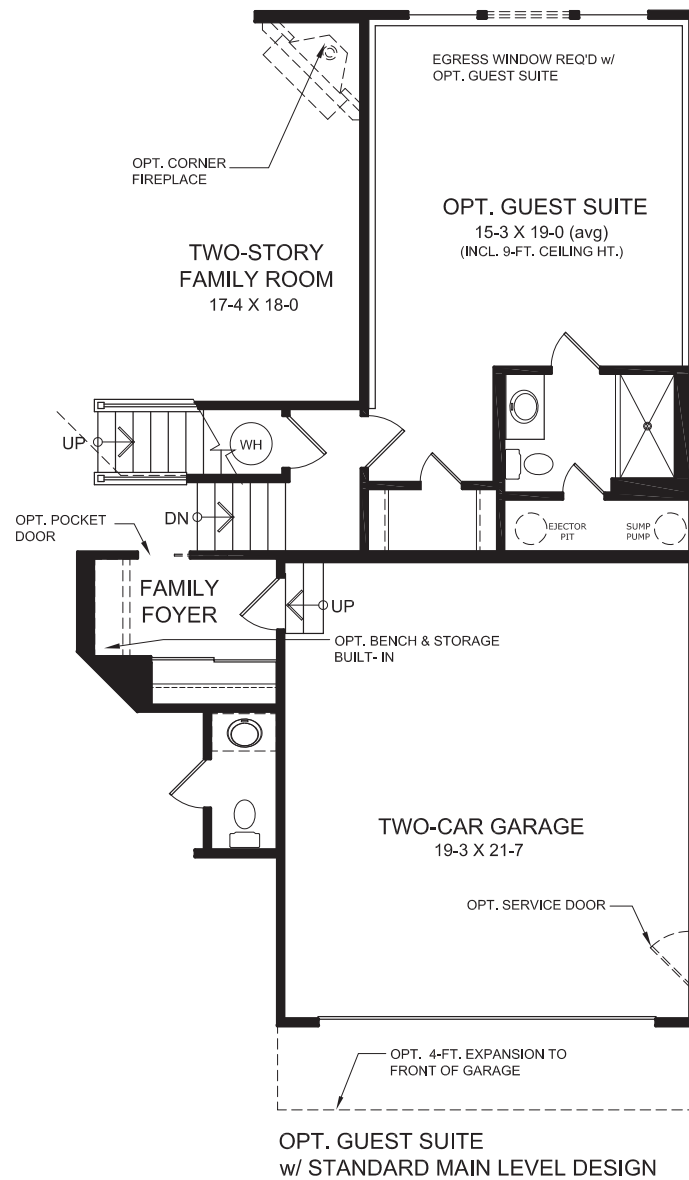 EGRESS WINDOW REQ'D w/
OPT. GUEST SUITE
OPT. CORNER
FIREPLACE
OPT. GUEST SUITE
15-3 X 19-0 (avg)
(INCL. 9-FT. CEILING HT.)
TWO-STORY
FAMILY ROOM
17-4 X 18-0
UP
WH
DN
OPT. POCKET
DOOR
EJECTOR
PIT
SUMP
PUMP
FAMILY
FOYER
UP
OPT. BENCH & STORAGE
BUILT- IN
TWO-CAR GARAGE
19-3 X 21-7
OPT. SERVICE DOOR
OPT. 4-FT. EXPANSION TO
FRONT OF GARAGE
OPT. GUEST SUITE
w/ STANDARD MAIN LEVEL DESIGN